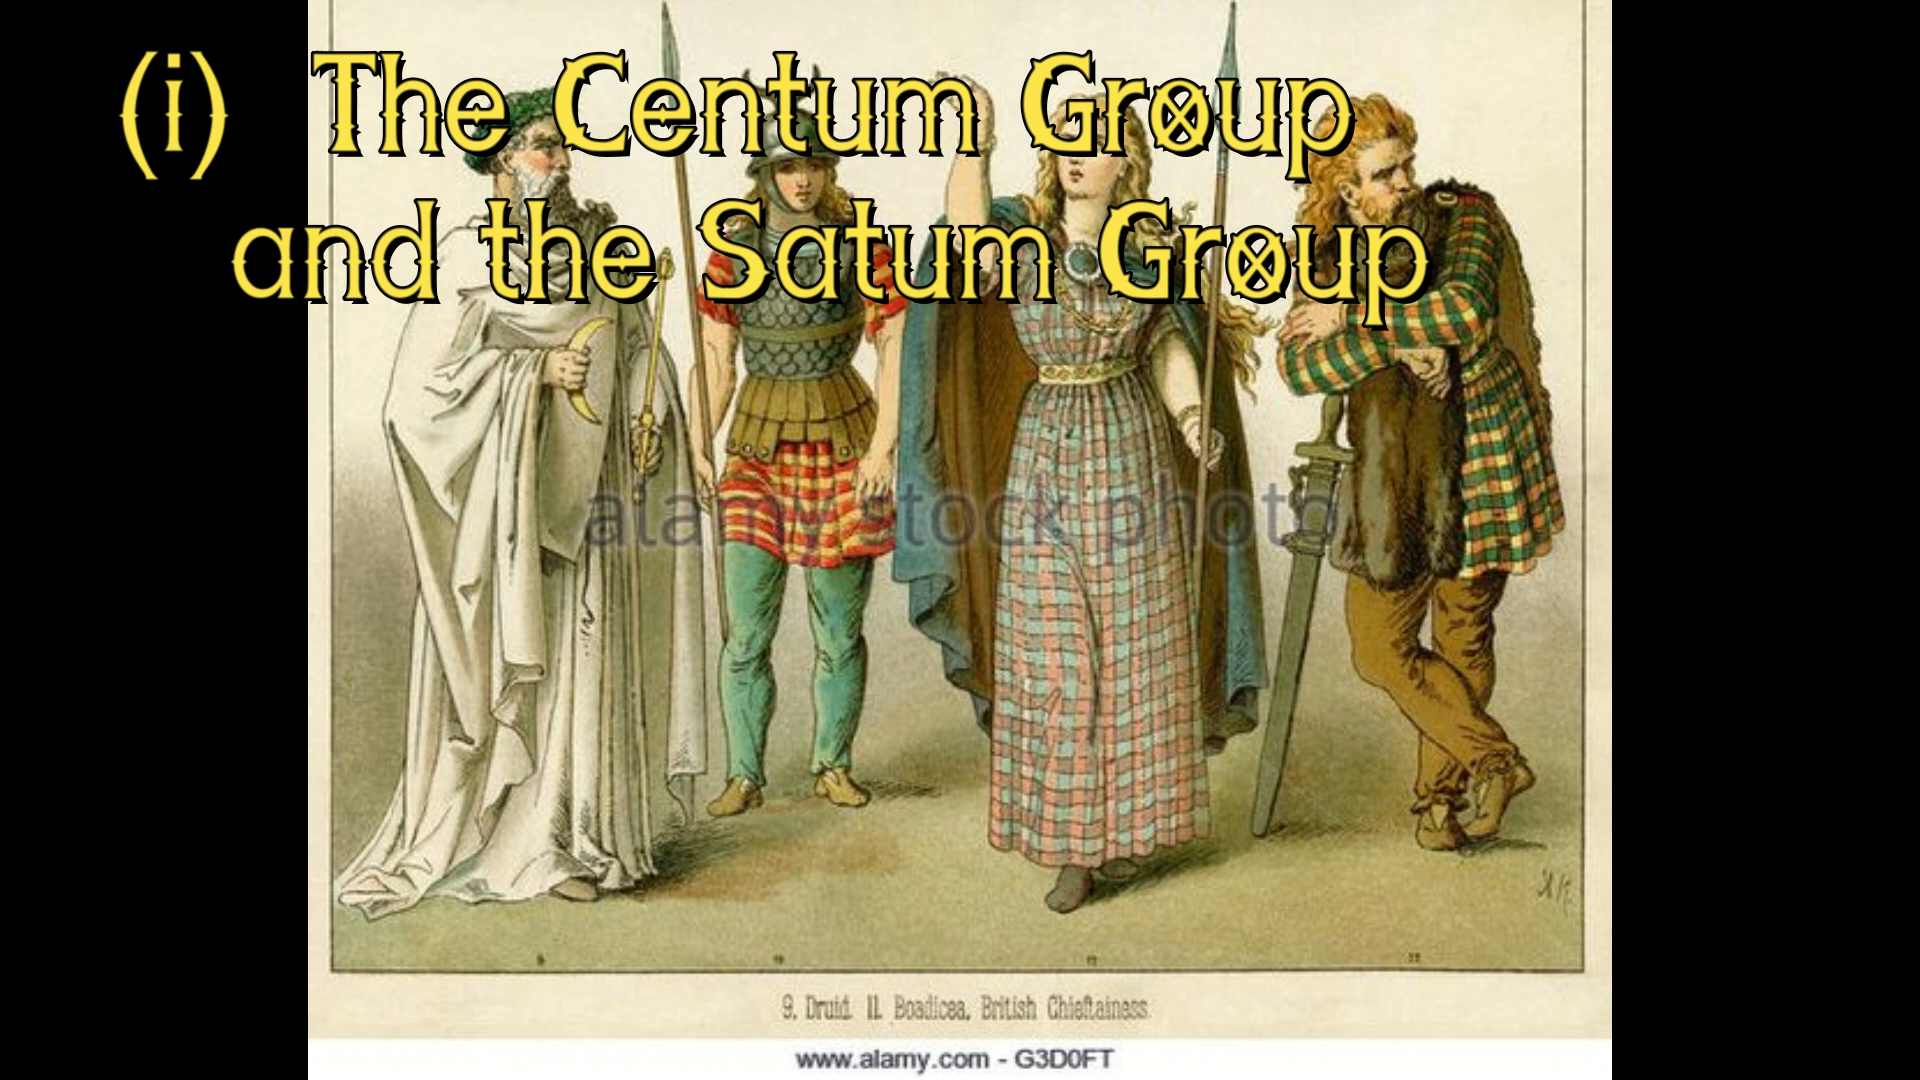 (i) The Centum Group
and the Satum Group
alamy stock photo
9. Druid. 11. Boadicea, British Chieftainess.
www.alamy.com - G3D0FT